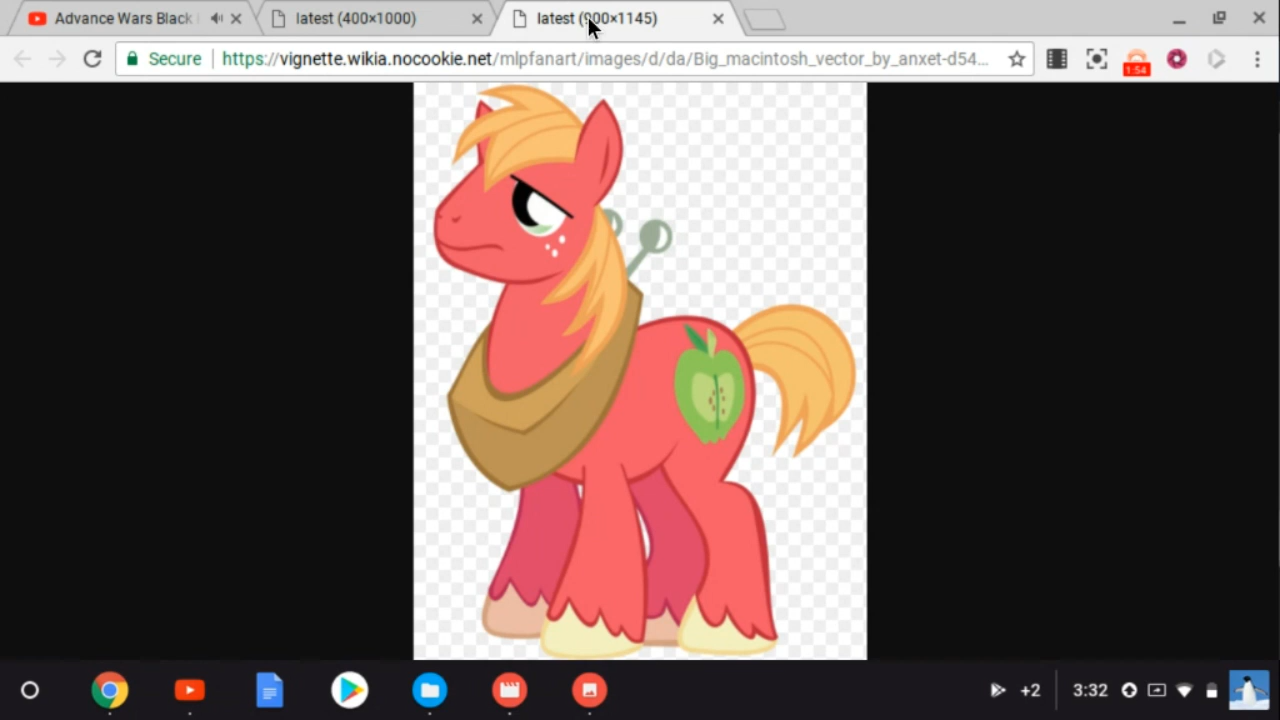 Advance Wars Black
latest (400×1000)
latest (900×1145)
Secure
https://vignette.wikia.nocookie.net/mlpfanart/images/d/da/Big_macintosh_vector_by_anxet-d54...
1:54
+2
3:32